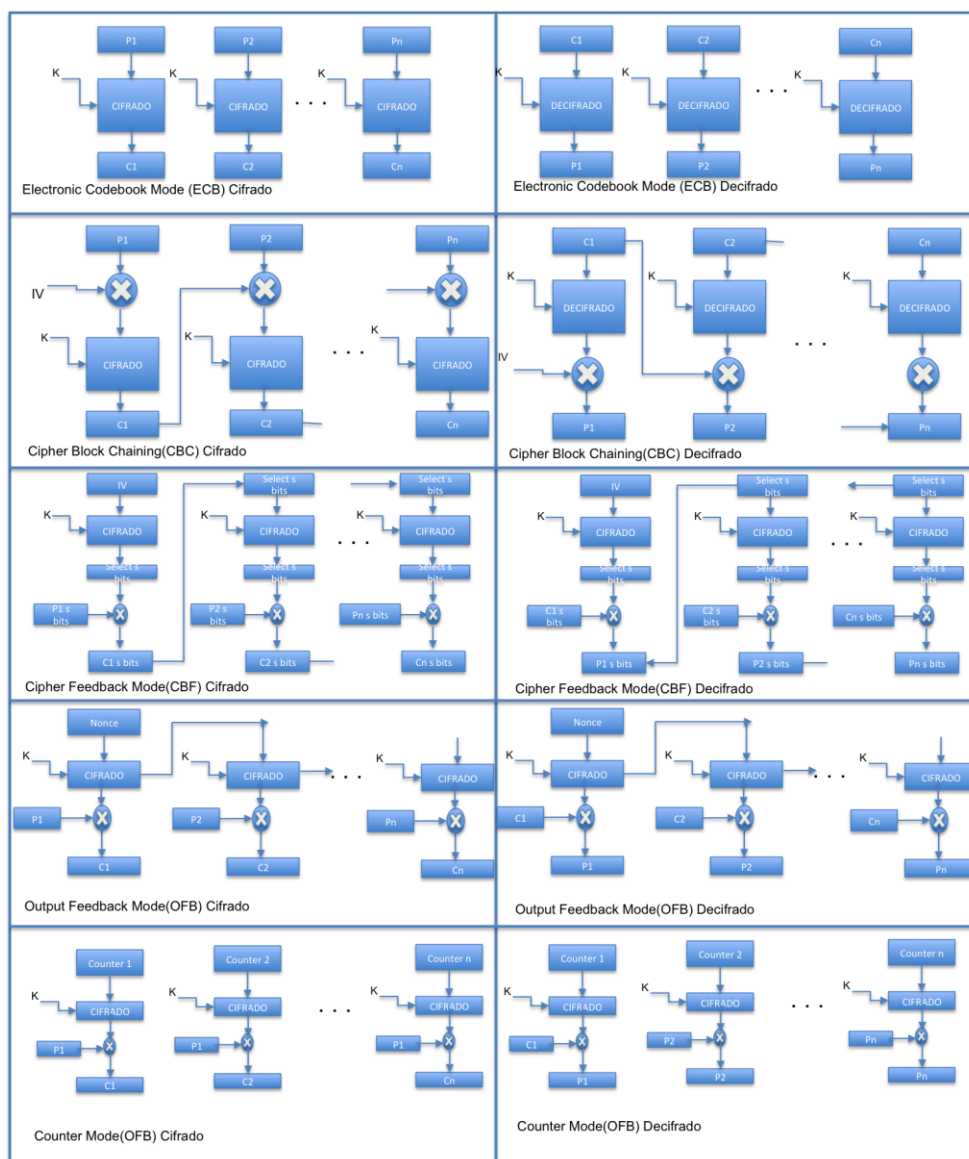 P1 P2 Pn
K K K
CIFRADO CIFRADO . . . CIFRADO
C1 C2 Cn
Electronic Codebook Mode (ECB) Cifrado
C1 C2 Cn
K K K
DECIFRADO DECIFRADO . . . DECIFRADO
P1 P2 Pn
Electronic Codebook Mode (ECB) Decifrado
P1 P2 Pn
IV
K K K
CIFRADO CIFRADO . . . CIFRADO
C1 C2 Cn
Cipher Block Chaining(CBC) Cifrado
C1 C2 Cn
K K K
DECIFRADO DECIFRADO DECIFRADO
IV . . .
P1 P2 Pn
Cipher Block Chaining(CBC) Decifrado
IV Select s bits Select s bits
K K K
CIFRADO CIFRADO . . . CIFRADO
Select s bits Select s bits Select s bits
P1 s bits P2 s bits Pn s bits
C1 s bits C2 s bits Cn s bits
Cipher Feedback Mode(CBF) Cifrado
IV Select s bits Select s bits
K K K
CIFRADO CIFRADO . . . CIFRADO
Select s bits Select s bits Select s bits
C1 s bits C2 s bits Cn s bits
P1 s bits P2 s bits Pn s bits
Cipher Feedback Mode(CBF) Decifrado
Nonce
K K K
CIFRADO CIFRADO . . . CIFRADO
P1 P2 Pn
C1 C2 Cn
Output Feedback Mode(OFB) Cifrado
Nonce
K K K
CIFRADO CIFRADO . . . CIFRADO
C1 C2 Cn
P1 P2 Pn
Output Feedback Mode(OFB) Decifrado
Counter 1 Counter 2 Counter n
K K K
CIFRADO CIFRADO . . . CIFRADO
P1 P1 P1
C1 C2 Cn
Counter Mode(OFB) Cifrado
Counter 1 Counter 2 Counter n
K K K
CIFRADO CIFRADO . . . CIFRADO
C1 P2 Pn
P1 P2 Pn
Counter Mode(OFB) Decifrado